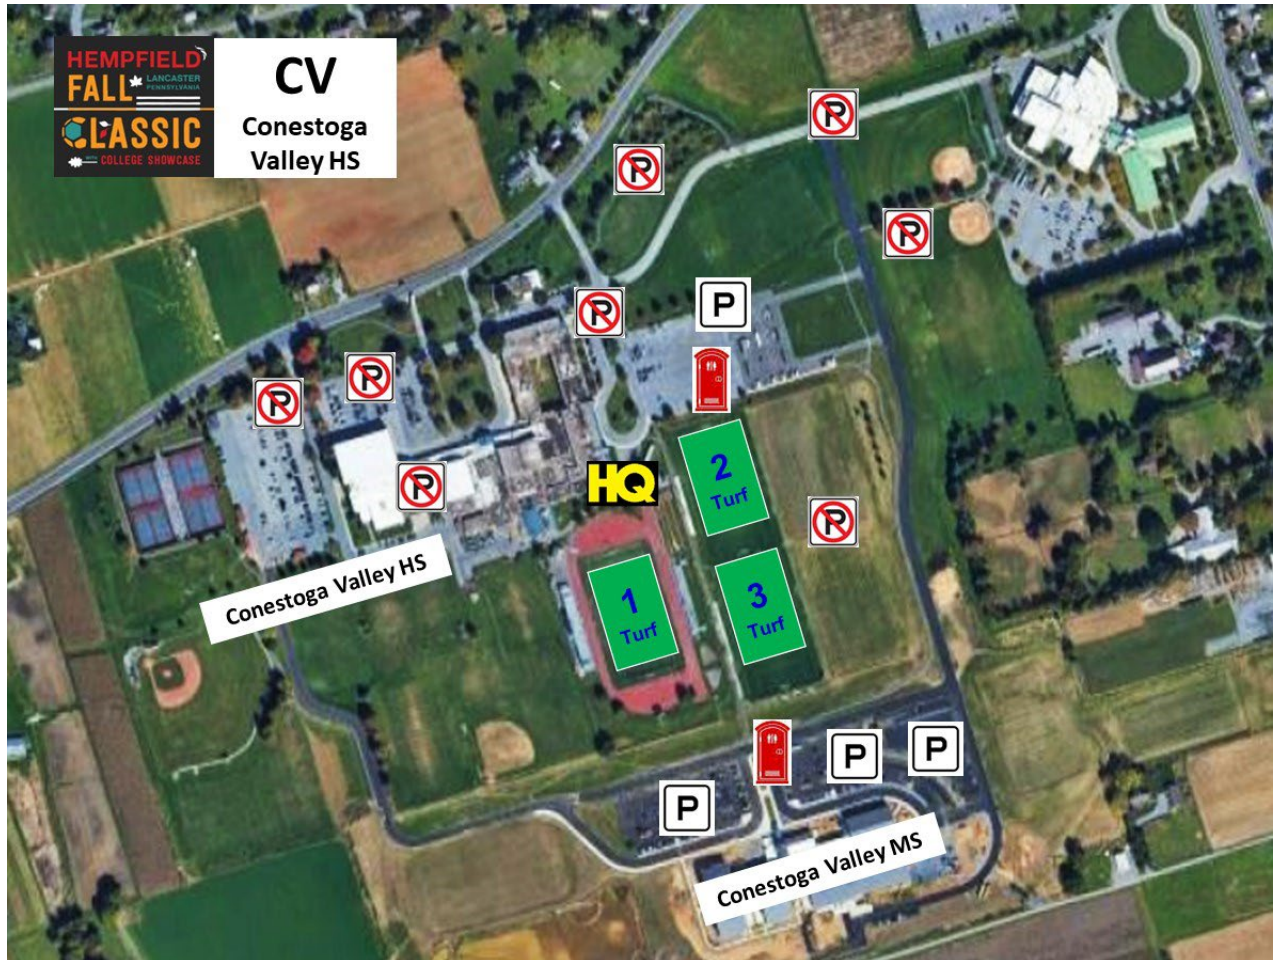 HEMPFIELD
FALL
LANCASTER
PENNSYLVANIA
CLASSIC
WITH
COLLEGE SHOWCASE
CV
Conestoga
Valley HS
P
P
P
P
P
P
P
P
P
HQ
2
Turf
P
P
Conestoga Valley HS
1
Turf
3
Turf
P
P
P
Conestoga Valley MS